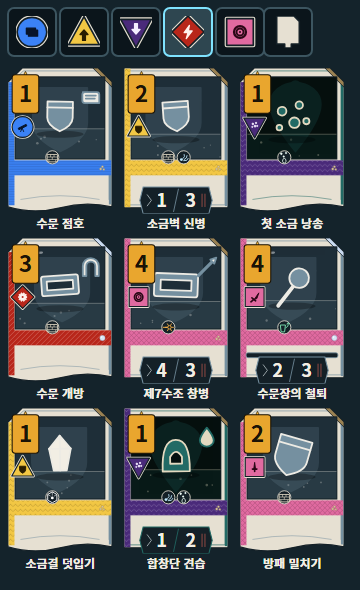 1
2
1
1 3
수문 점호
소금벽 신병
첫 소금 낭송
3
4
4
4 3
2 3
수문 개방
제7수조 창병
수문장의 철퇴
1
1
2
1 2
소금결 덧입기
합창단 견습
방패 밀치기